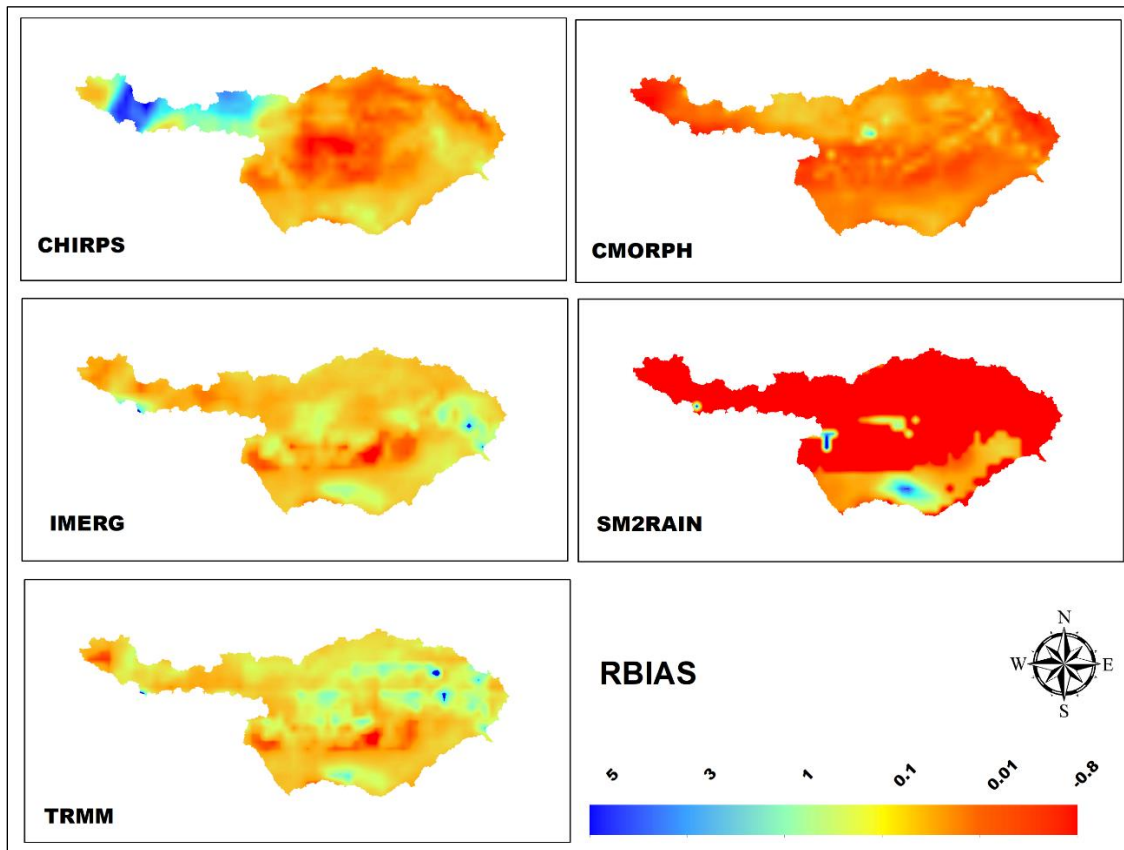 CHIRPS
CMORPH
IMERG
SM2RAIN
TRMM
RBIAS
N
W E
S
5 3 1 0.1 0.01 -0.8